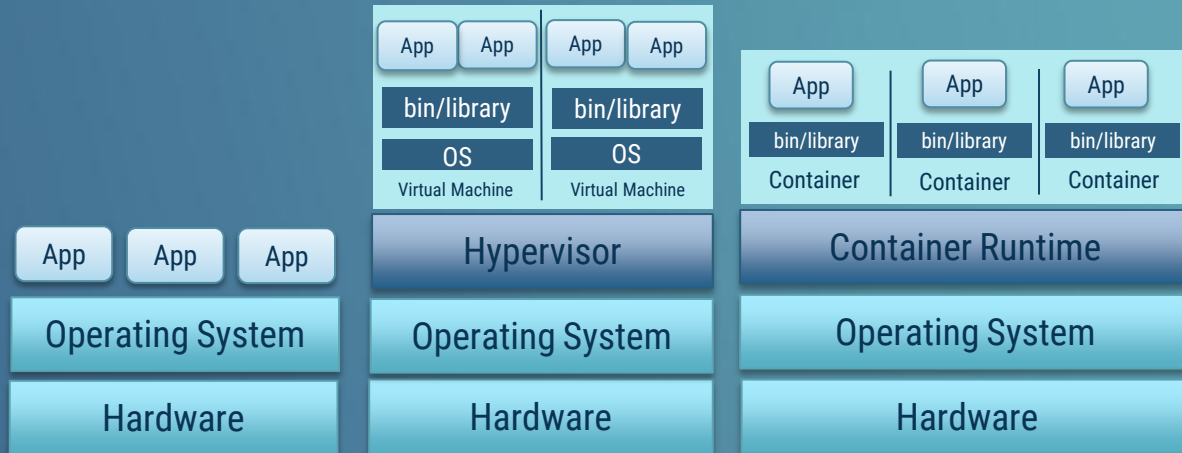 App App App
Operating System
Hardware
App App App App
bin/library bin/library
OS OS
Virtual Machine Virtual Machine
Hypervisor
Operating System
Hardware
App App App
bin/library bin/library bin/library
Container Container Container
Container Runtime
Operating System
Hardware